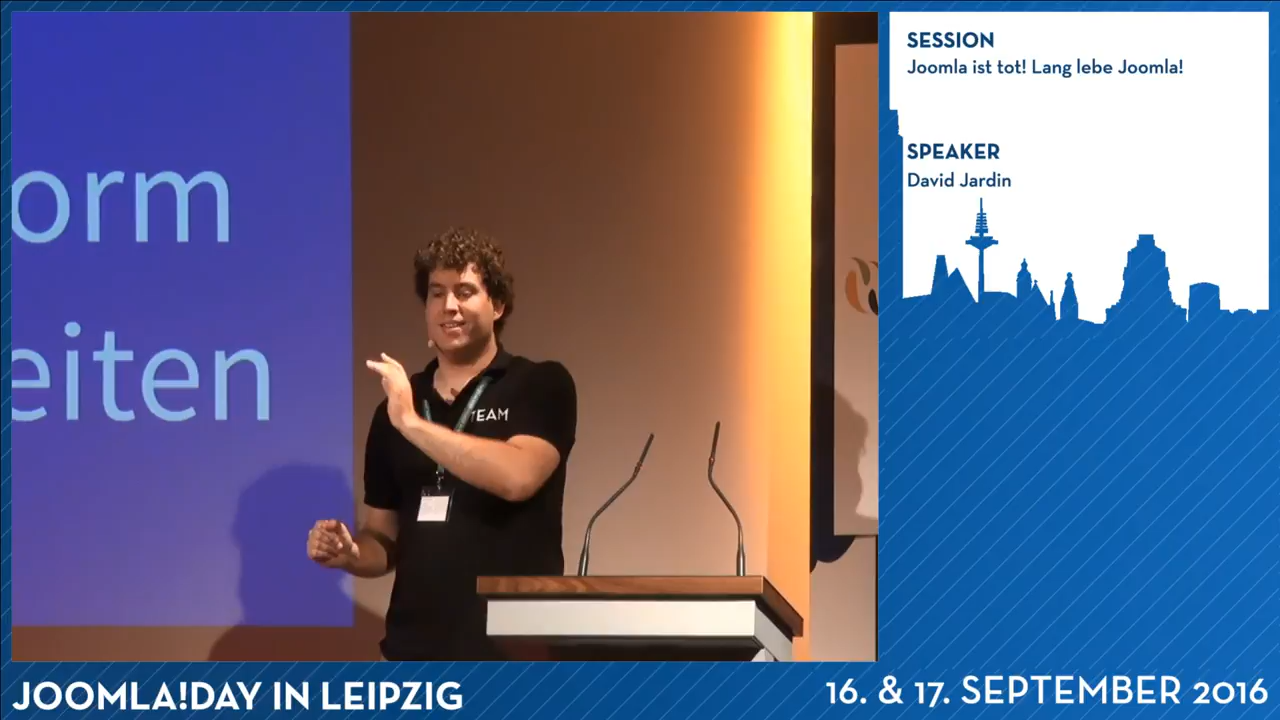 orm
eiten
TEAM
SESSION
Joomla ist tot! Lang lebe Joomla!
SPEAKER
David Jardin
JOOMLA!DAY IN LEIPZIG
16. & 17. SEPTEMBER 2016